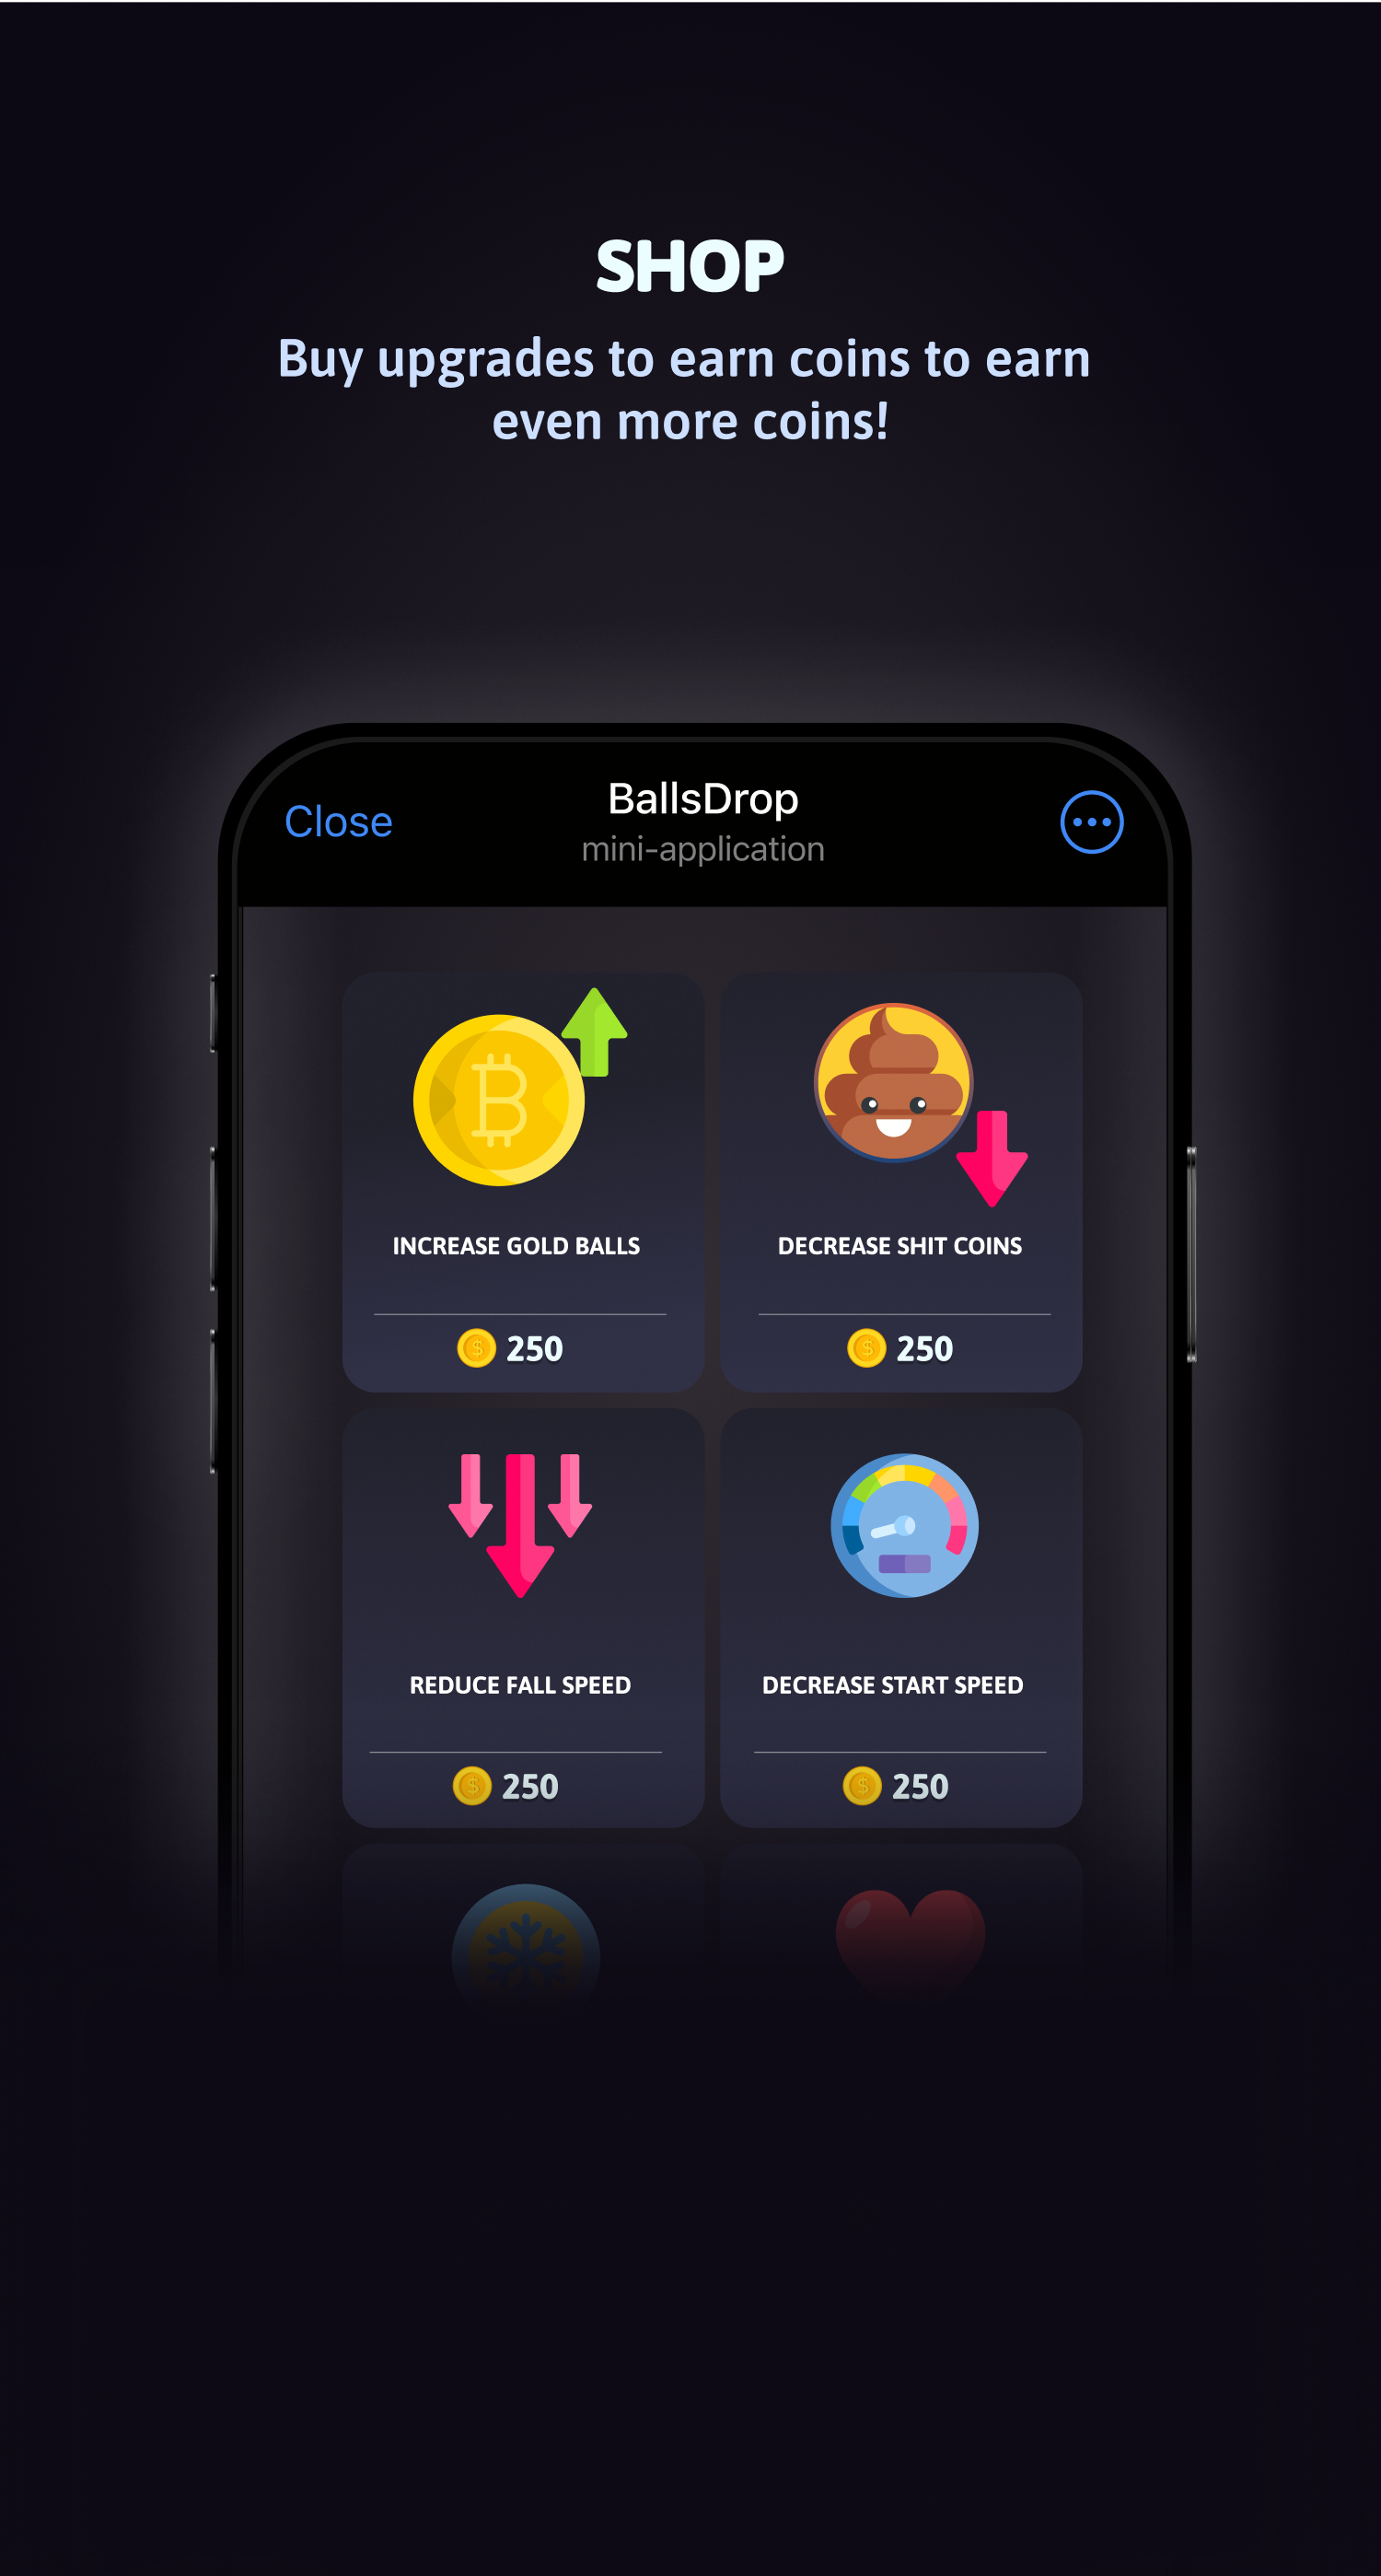 SHOP
Buy upgrades to earn coins to earn
even more coins!
Close
BallsDrop
mini-application
INCREASE GOLD BALLS
DECREASE SHIT COINS
250
250
REDUCE FALL SPEED
DECREASE START SPEED
250
250